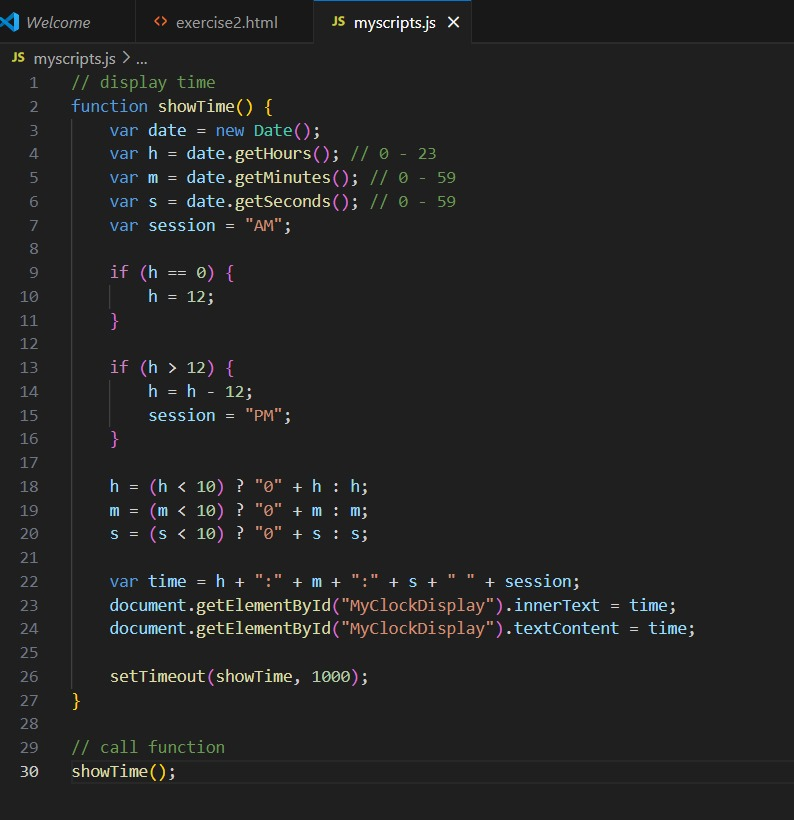 Welcome
<> exercise2.html
JS myscripts.js ×
JS myscripts.js > ...
1 // display time
2 function showTime() {
3     var date = new Date();
4     var h = date.getHours(); // 0 - 23
5     var m = date.getMinutes(); // 0 - 59
6     var s = date.getSeconds(); // 0 - 59
7     var session = "AM";
8
9     if (h == 0) {
10         h = 12;
11     }
12
13     if (h > 12) {
14         h = h - 12;
15         session = "PM";
16     }
17
18     h = (h < 10) ? "0" + h : h;
19     m = (m < 10) ? "0" + m : m;
20     s = (s < 10) ? "0" + s : s;
21
22     var time = h + ":" + m + ":" + s + " " + session;
23     document.getElementById("MyClockDisplay").innerText = time;
24     document.getElementById("MyClockDisplay").textContent = time;
25
26     setTimeout(showTime, 1000);
27 }
28
29 // call function
30 showTime();